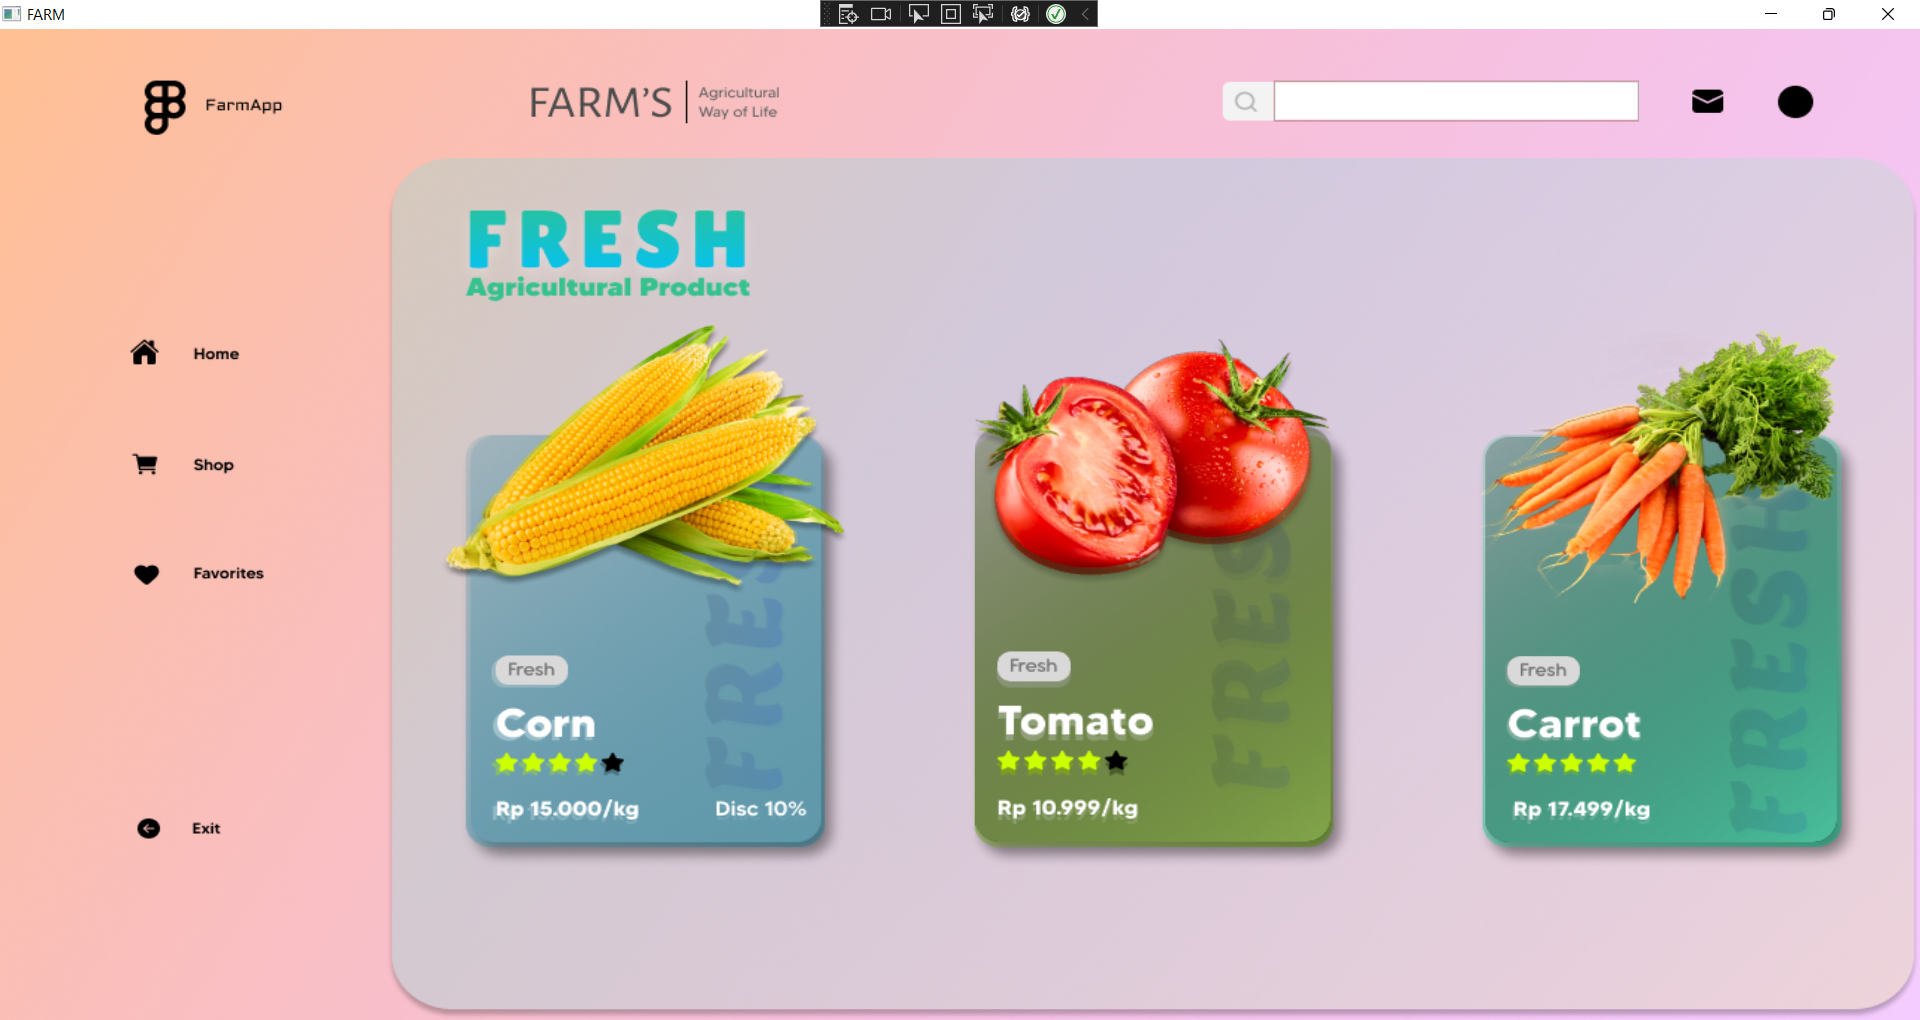 FARM
FarmApp
FARM'S
Agricultural
Way of Life
FRESH
Agricultural Product
Home
Shop
Favorites
Exit
FRES
Fresh
Corn
Rp 15.000/kg
Disc 10%
FRES
Fresh
Tomato
Rp 10.999/kg
FRESH
Fresh
Carrot
Rp 17.499/kg